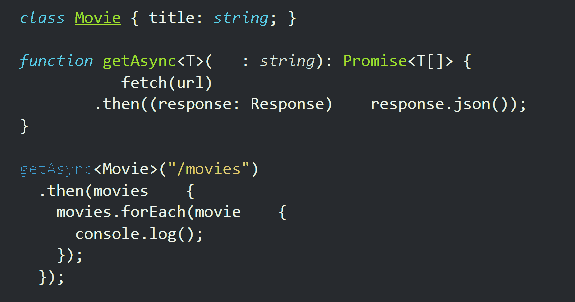 class Movie { title: string; }
function getAsync<T>( : string): Promise<T[]> {
fetch(url)
.then((response: Response) response.json());
}
getAsync<Movie>("/movies")
.then(movies {
movies.forEach(movie {
console.log();
});
});